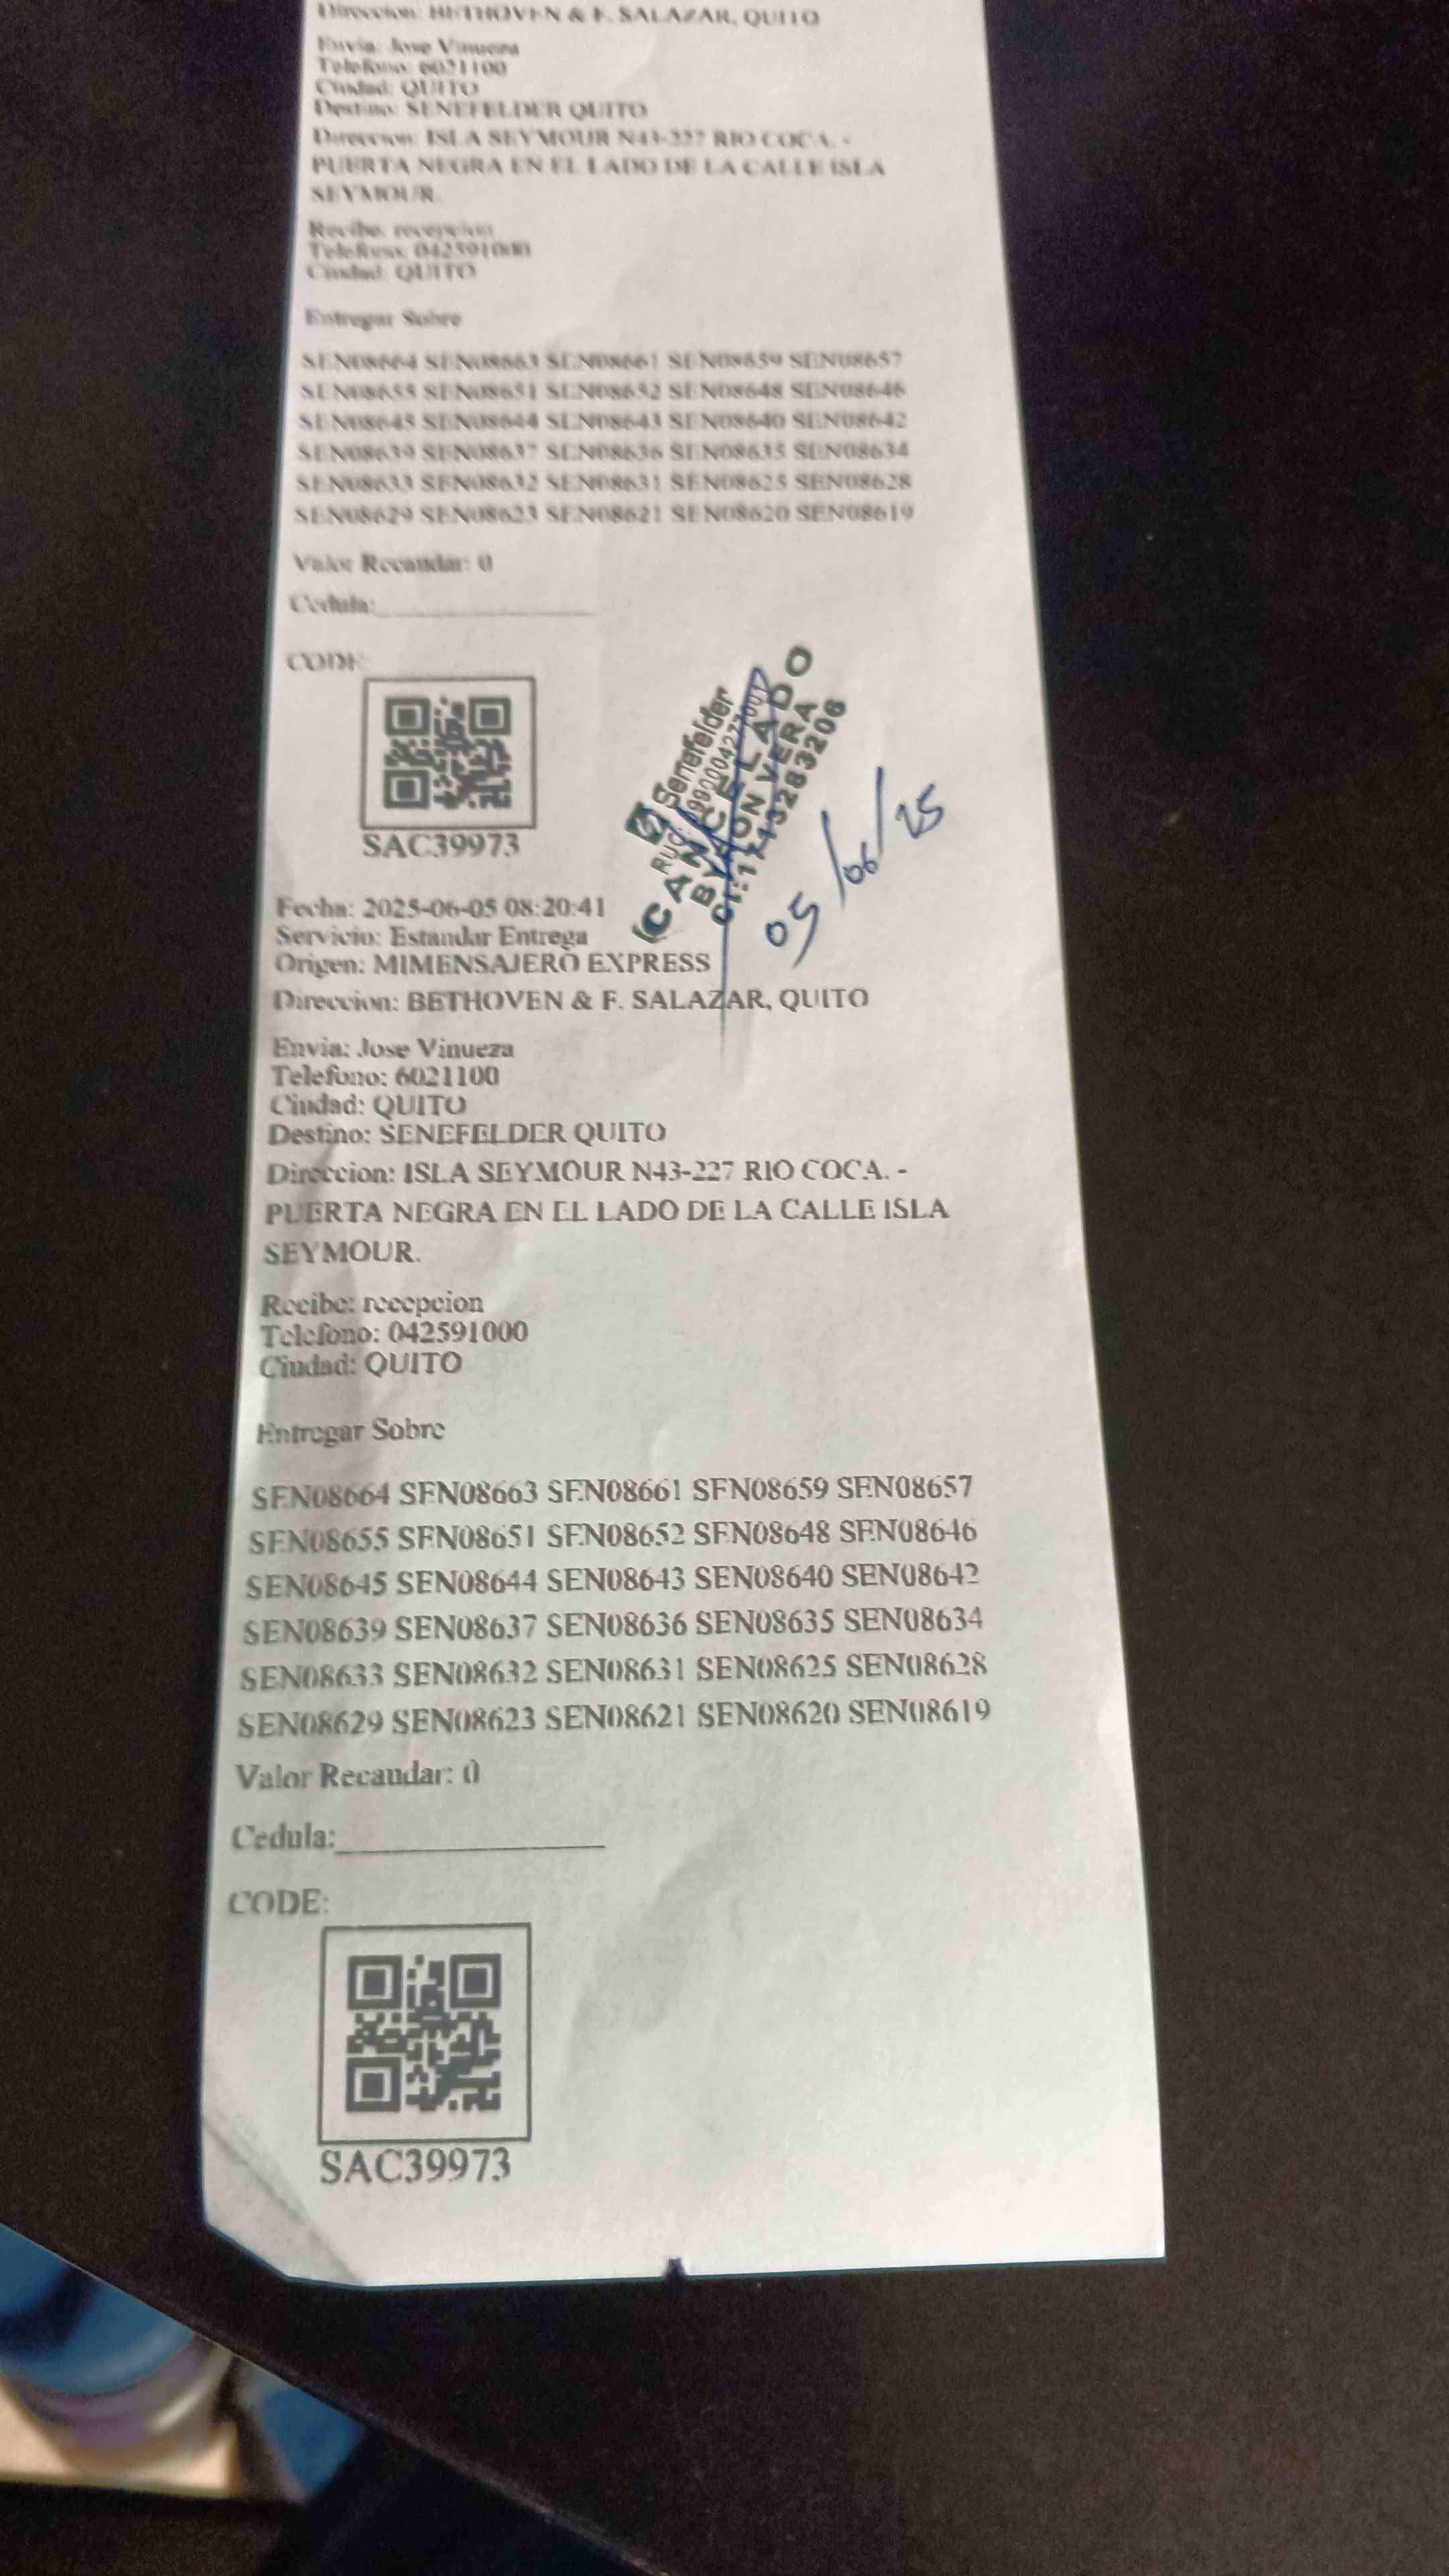 Direccion: BETHOVEN & F. SALAZAR, QUITO
Envia: Jose Vinueza
Telefono: 6021100
Ciudad: QUITO
Destino: SENEFELDER QUITO
Direccion: ISLA SEYMOUR N43-227 RIO COCA. -
PUERTA NEGRA EN EL LADO DE LA CALLE ISLA
SEYMOUR.
Recibe: recepcion
Telefono: 042591000
Ciudad: QUITO
Entregar Sobre
SEN08664 SEN08663 SEN08661 SEN08659 SEN08657
SEN08655 SEN08651 SEN08652 SEN08648 SEN08646
SEN08645 SEN08644 SEN08643 SEN08640 SEN08642
SEN08639 SEN08637 SEN08636 SEN08635 SEN08634
SEN08633 SEN08632 SEN08631 SEN08625 SEN08628
SEN08629 SEN08623 SEN08621 SEN08620 SEN08619
Valor Recaudar: 0
Cedula:
CODE:
SAC39973
Senefelder
RUC:
CANCELADO
BYRON VERA
05/06/25
Fecha: 2025-06-05 08:20:41
Servicio: Estandar Entrega
Origen: MIMENSAJERO EXPRESS
Direccion: BETHOVEN & F. SALAZAR, QUITO
Envia: Jose Vinueza
Telefono: 6021100
Ciudad: QUITO
Destino: SENEFELDER QUITO
Direccion: ISLA SEYMOUR N43-227 RIO COCA. -
PUERTA NEGRA EN EL LADO DE LA CALLE ISLA
SEYMOUR.
Recibe: recepcion
Telefono: 042591000
Ciudad: QUITO
Entregar Sobre
SEN08664 SEN08663 SEN08661 SEN08659 SEN08657
SEN08655 SEN08651 SEN08652 SEN08648 SEN08646
SEN08645 SEN08644 SEN08643 SEN08640 SEN08642
SEN08639 SEN08637 SEN08636 SEN08635 SEN08634
SEN08633 SEN08632 SEN08631 SEN08625 SEN08628
SEN08629 SEN08623 SEN08621 SEN08620 SEN08619
Valor Recaudar: 0
Cedula:
CODE:
SAC39973